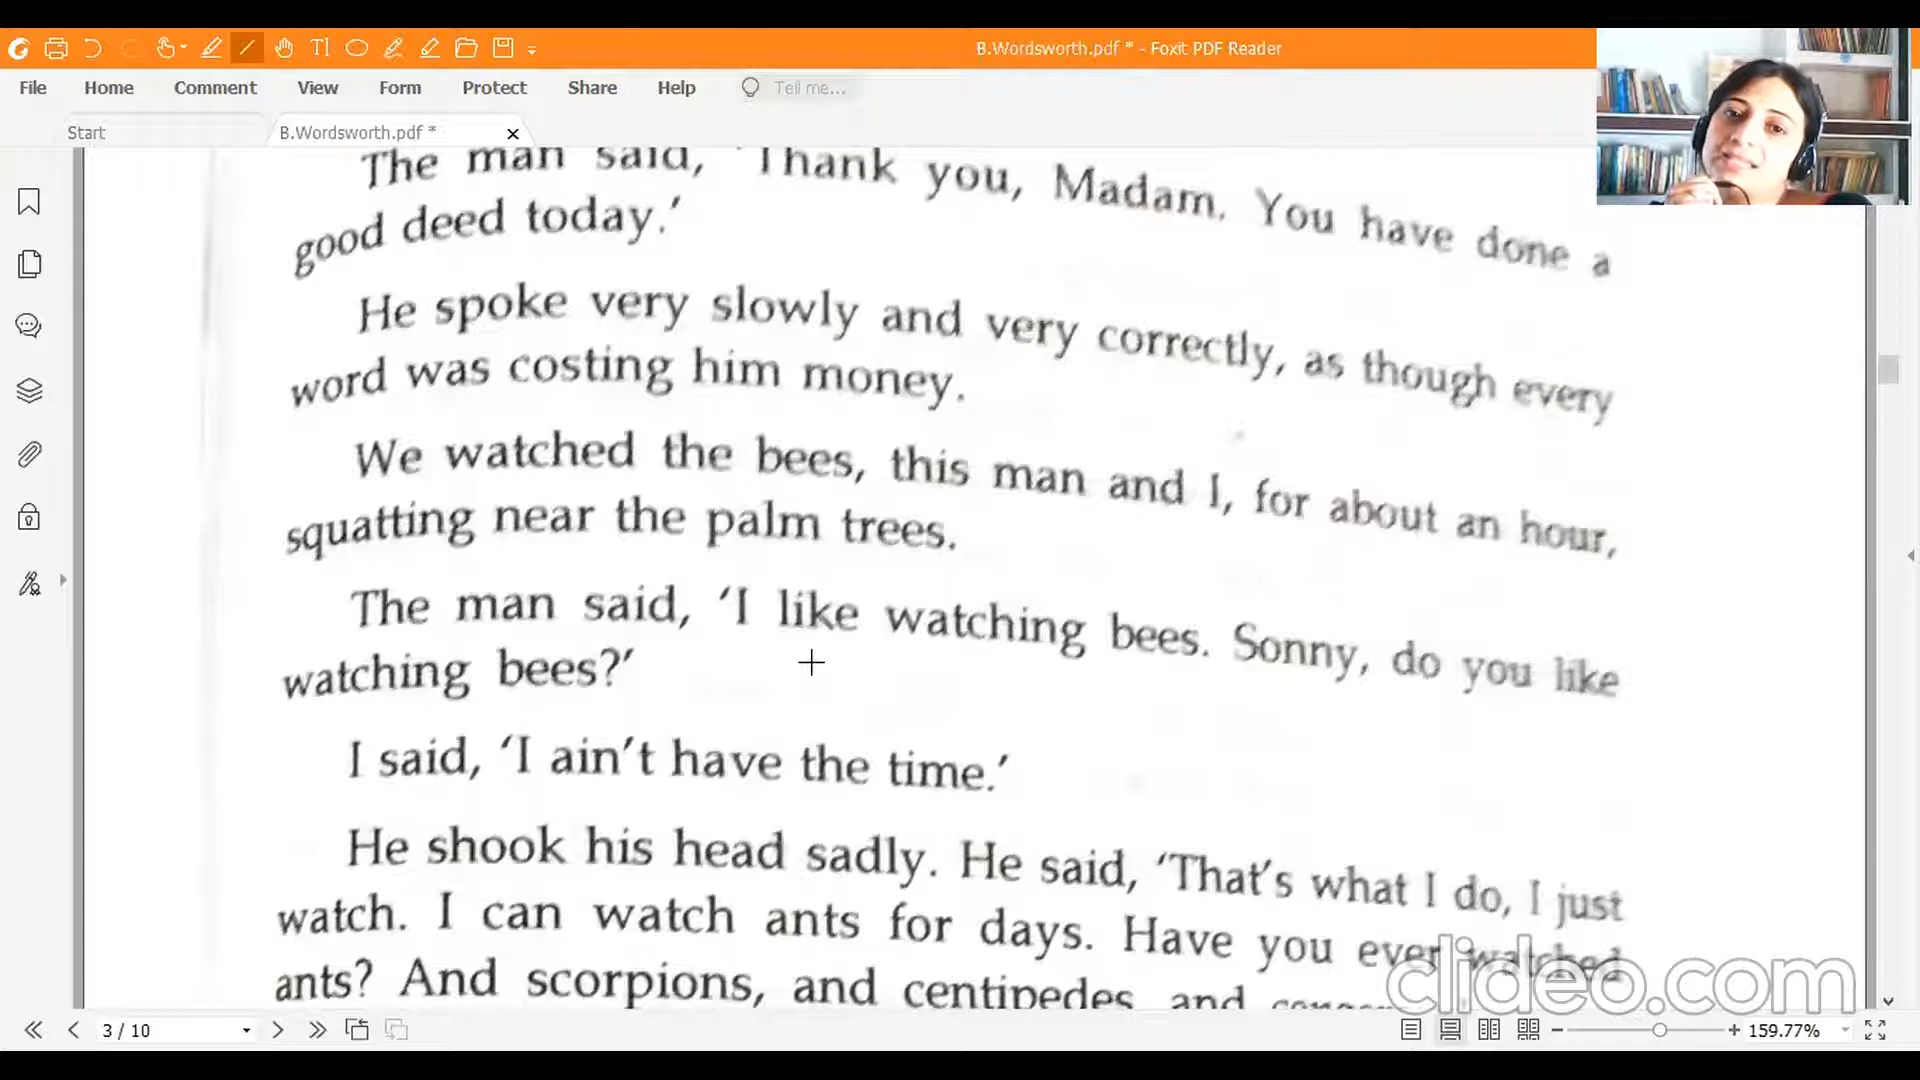 B.Wordsworth.pdf * - Foxit PDF Reader
File Home Comment View Form Protect Share Help Tell me...
Start B.Wordsworth.pdf *
The man said, 'Thank you, Madam. You have done a
good deed today.'
He spoke very slowly and very correctly, as though every
word was costing him money.
We watched the bees, this man and I, for about an hour,
squatting near the palm trees.
The man said, 'I like watching bees. Sonny, do you like
watching bees?'
I said, 'I ain't have the time.'
He shook his head sadly. He said, 'That's what I do, I just
watch. I can watch ants for days. Have you ever watched
ants? And scorpions, and centipedes, and
clideo.com
3 / 10
159.77%